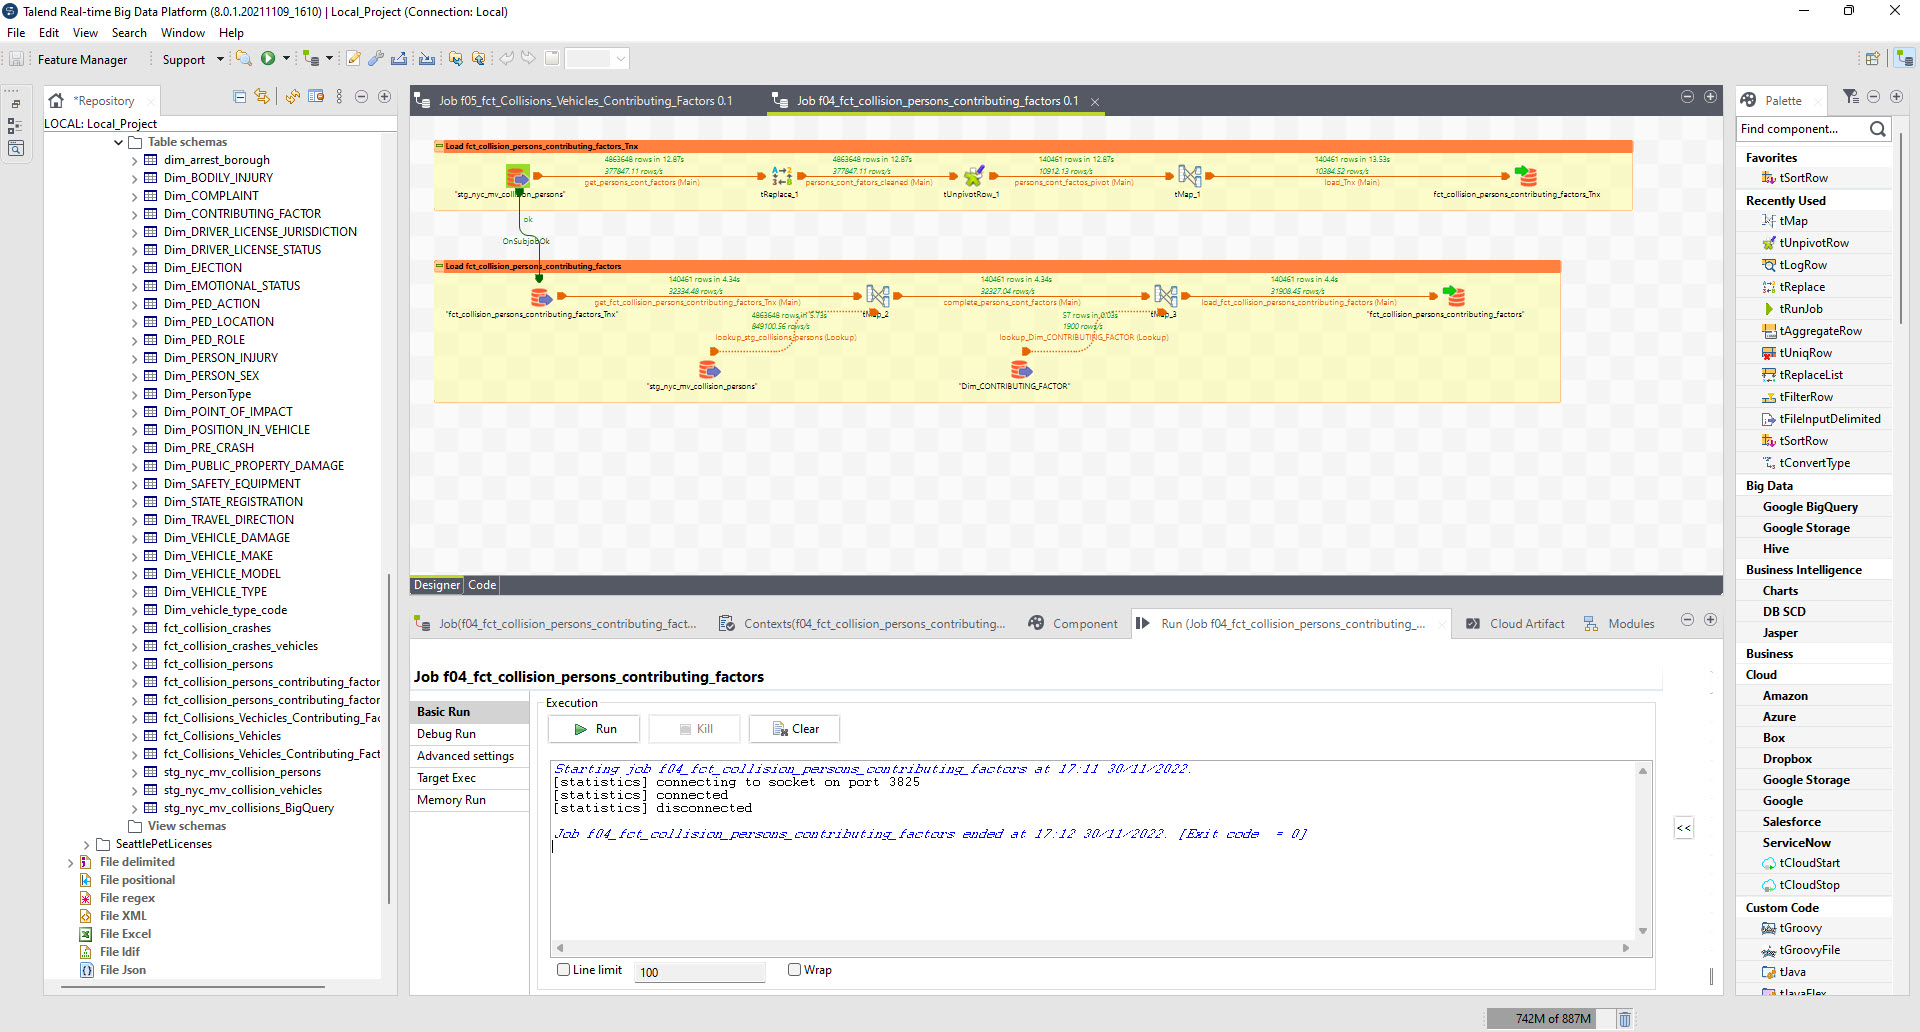 Talend Real-time Big Data Platform (8.0.1.20211109_1610) | Local_Project (Connection: Local)
File Edit View Search Window Help
Feature Manager Support
*Repository
LOCAL: Local_Project
Table schemas
dim_arrest_borough
Dim_BODILY_INJURY
Dim_COMPLAINT
Dim_CONTRIBUTING_FACTOR
Dim_DRIVER_LICENSE_JURISDICTION
Dim_DRIVER_LICENSE_STATUS
Dim_EJECTION
Dim_EMOTIONAL_STATUS
Dim_PED_ACTION
Dim_PED_LOCATION
Dim_PED_ROLE
Dim_PERSON_INJURY
Dim_PERSON_SEX
Dim_PersonType
Dim_POINT_OF_IMPACT
Dim_POSITION_IN_VEHICLE
Dim_PRE_CRASH
Dim_PUBLIC_PROPERTY_DAMAGE
Dim_SAFETY_EQUIPMENT
Dim_STATE_REGISTRATION
Dim_TRAVEL_DIRECTION
Dim_VEHICLE_DAMAGE
Dim_VEHICLE_MAKE
Dim_VEHICLE_MODEL
Dim_VEHICLE_TYPE
Dim_vehicle_type_code
fct_collision_crashes
fct_collision_crashes_vehicles
fct_collision_persons
fct_collision_persons_contributing_factor
fct_collision_persons_contributing_factor
fct_Collisions_Vechicles_Contributing_Fac
fct_Collisions_Vehicles
fct_Collisions_Vehicles_Contributing_Fact
stg_nyc_mv_collision_persons
stg_nyc_mv_collision_vehicles
stg_nyc_mv_collisions_BigQuery
View schemas
SeattlePetLicenses
File delimited
File positional
File regex
File XML
File Excel
File ldif
File Json
Job f05_fct_Collisions_Vehicles_Contributing_Factors 0.1
Job f04_fct_collision_persons_contributing_factors 0.1
Load fct_collision_persons_contributing_factors_Tnx
4863648 rows in 12.87s
377847.11 rows/s
get_persons_cont_factors (Main)
4863648 rows in 12.87s
377847.11 rows/s
persons_cont_fators_cleaned (Main)
140461 rows in 12.87s
10912.13 rows/s
persons_cont_factos_pivot (Main)
140461 rows in 13.53s
10384.52 rows/s
load_Tnx (Main)
"stg_nyc_mv_collision_persons"
tReplace_1
tUnpivotRow_1
tMap_1
fct_collision_persons_contributing_factors_Tnx
ok
OnSubjobOk
Load fct_collision_persons_contributing_factors
140461 rows in 4.34s
32334.48 rows/s
get_fct_collision_persons_contributing_factors_Tnx (Main)
140461 rows in 4.34s
32327.04 rows/s
complete_persons_cont_factors (Main)
140461 rows in 4.4s
31908.45 rows/s
load_fct_collision_persons_contributing_factors (Main)
"fct_collision_persons_contributing_factors_Tnx"
tMap_2
tMap_3
"fct_collision_persons_contributing_factors"
4863648 rows in 5.73s
849100.56 rows/s
lookup_stg_collisions_persons (Lookup)
57 rows in 0.03s
1900 rows/s
lookup_Dim_CONTRIBUTING_FACTOR (Lookup)
"stg_nyc_mv_collision_persons"
"Dim_CONTRIBUTING_FACTOR"
Designer Code
Job(f04_fct_collision_persons_contributing_fact...
Contexts(f04_fct_collision_persons_contributing...
Component
Run (Job f04_fct_collision_persons_contributing_...
Cloud Artifact
Modules
Job f04_fct_collision_persons_contributing_factors
Basic Run
Debug Run
Advanced settings
Target Exec
Memory Run
Execution
Run Kill Clear
Starting job f04_fct_collision_persons_contributing_factors at 17:11 30/11/2022.
[statistics] connecting to socket on port 3825
[statistics] connected
[statistics] disconnected
Job f04_fct_collision_persons_contributing_factors ended at 17:12 30/11/2022. [Exit code  = 0]
Line limit 100 Wrap
<<
Palette
Find component...
Favorites
tSortRow
Recently Used
tMap
tUnpivotRow
tLogRow
tReplace
tRunJob
tAggregateRow
tUniqRow
tReplaceList
tFilterRow
tFileInputDelimited
tSortRow
tConvertType
Big Data
Google BigQuery
Google Storage
Hive
Business Intelligence
Charts
DB SCD
Jasper
Business
Cloud
Amazon
Azure
Box
Dropbox
Google Storage
Google
Salesforce
ServiceNow
tCloudStart
tCloudStop
Custom Code
tGroovy
tGroovyFile
tJava
tJavaFlex
742M of 887M